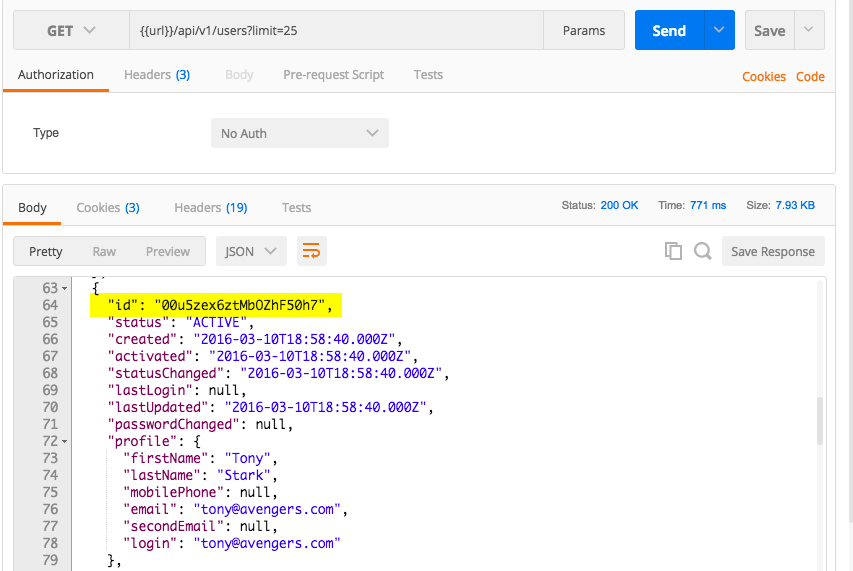 GET {{url}}/api/v1/users?limit=25 Params Send Save
Authorization Headers (3) Body Pre-request Script Tests Cookies Code
Type No Auth
Body Cookies (3) Headers (19) Tests Status: 200 OK Time: 771 ms Size: 7.93 KB
Pretty Raw Preview JSON Save Response
63 {
64 "id": "00u5zex6ztMbOZhF50h7",
65 "status": "ACTIVE",
66 "created": "2016-03-10T18:58:40.000Z",
67 "activated": "2016-03-10T18:58:40.000Z",
68 "statusChanged": "2016-03-10T18:58:40.000Z",
69 "lastLogin": null,
70 "lastUpdated": "2016-03-10T18:58:40.000Z",
71 "passwordChanged": null,
72 "profile": {
73 "firstName": "Tony",
74 "lastName": "Stark",
75 "mobilePhone": null,
76 "email": "tony@avengers.com",
77 "secondEmail": null,
78 "login": "tony@avengers.com"
79 },